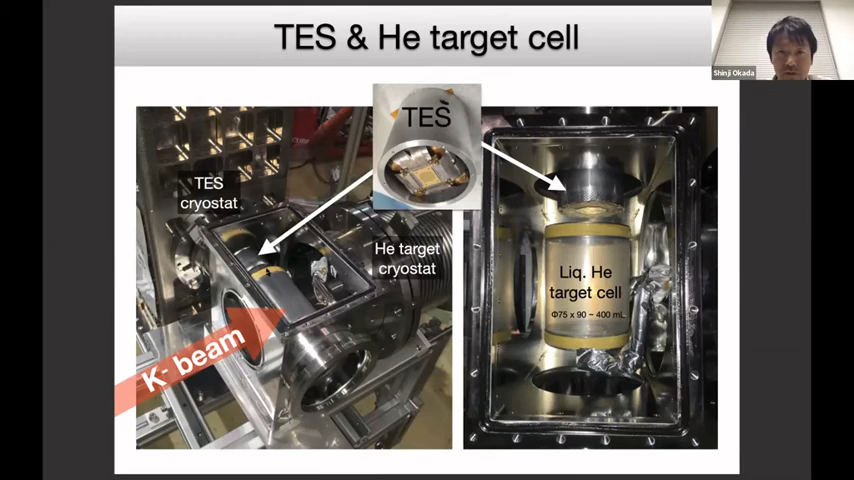 TES & He target cell
Shinji Okada
TES
TES
cryostat
He target
cryostat
K- beam
Liq. He
target cell
Φ75 x 90 ~ 400 mL